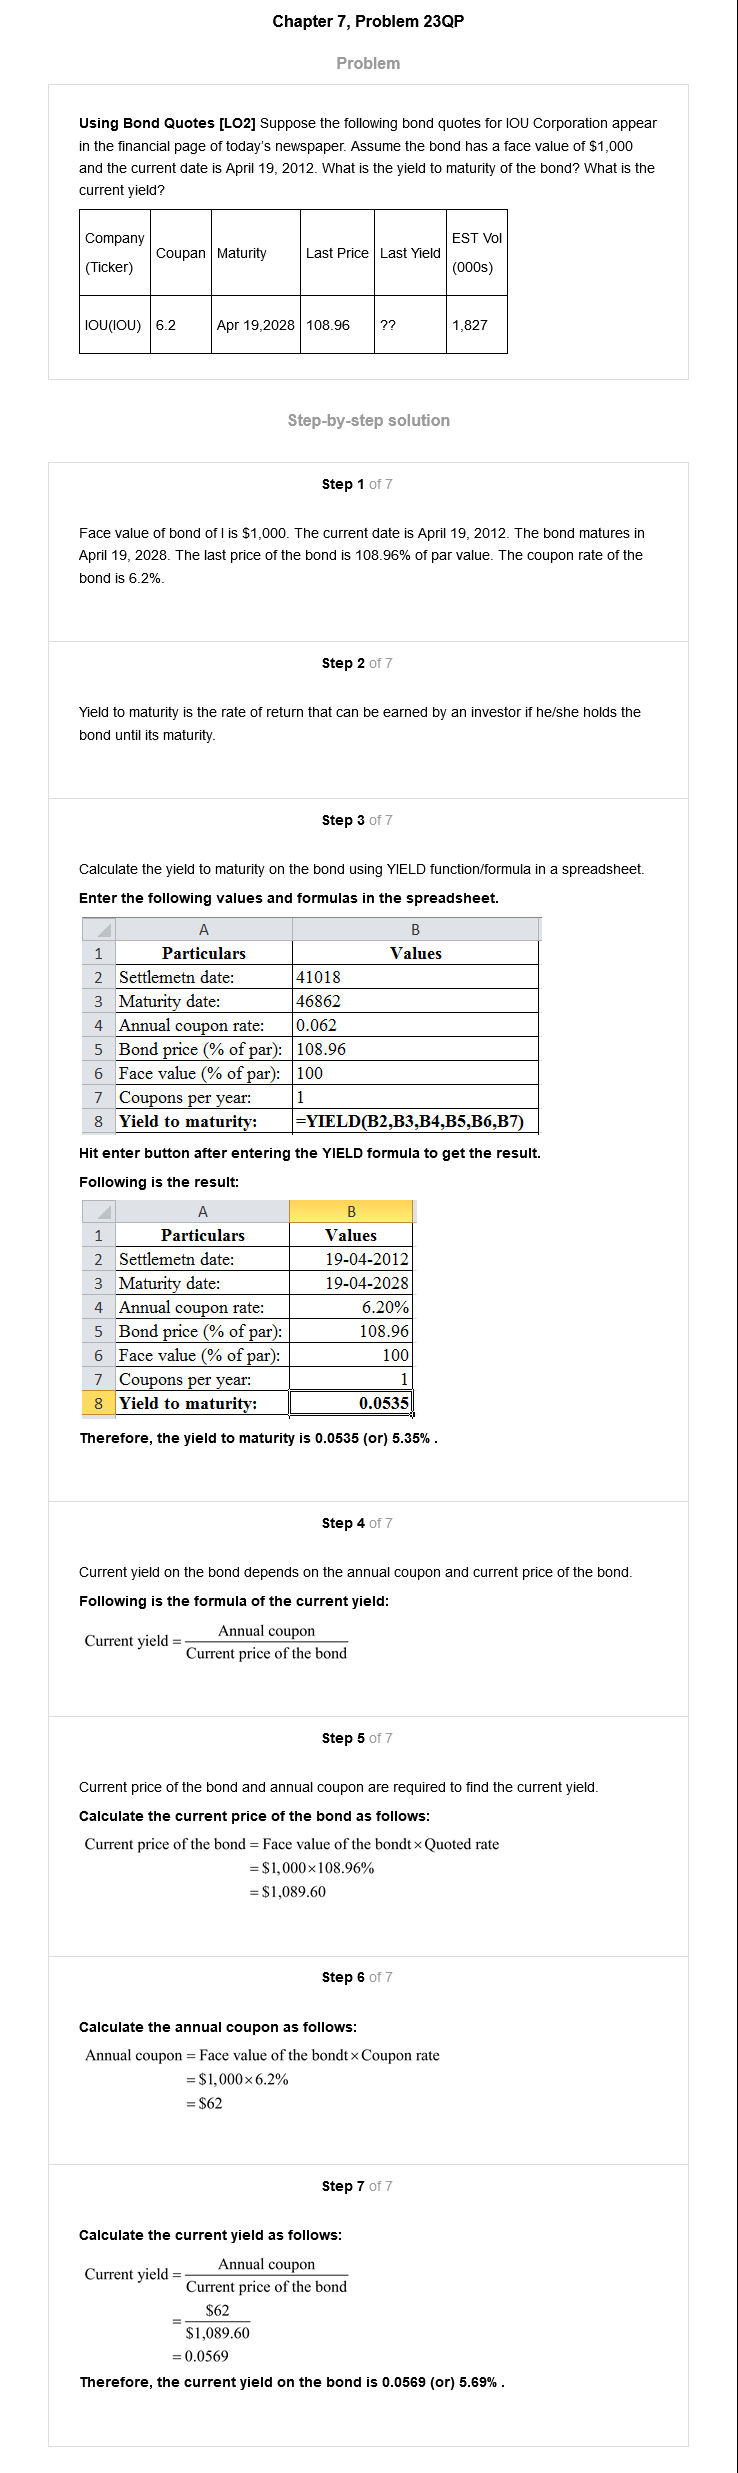 Chapter 7, Problem 23QP
Problem
Using Bond Quotes [LO2] Suppose the following bond quotes for IOU Corporation appear
in the financial page of today's newspaper. Assume the bond has a face value of $1,000
and the current date is April 19, 2012. What is the yield to maturity of the bond? What is the
current yield?
Company (Ticker) Coupan Maturity Last Price Last Yield EST Vol (000s)
IOU(IOU) 6.2 Apr 19,2028 108.96 ?? 1,827
Step-by-step solution
Step 1 of 7
Face value of bond of I is $1,000. The current date is April 19, 2012. The bond matures in
April 19, 2028. The last price of the bond is 108.96% of par value. The coupon rate of the
bond is 6.2%.
Step 2 of 7
Yield to maturity is the rate of return that can be earned by an investor if he/she holds the
bond until its maturity.
Step 3 of 7
Calculate the yield to maturity on the bond using YIELD function/formula in a spreadsheet.
Enter the following values and formulas in the spreadsheet.
A B
1 Particulars Values
2 Settlemetn date: 41018
3 Maturity date: 46862
4 Annual coupon rate: 0.062
5 Bond price (% of par): 108.96
6 Face value (% of par): 100
7 Coupons per year: 1
8 Yield to maturity: =YIELD(B2,B3,B4,B5,B6,B7)
Hit enter button after entering the YIELD formula to get the result.
Following is the result:
A B
1 Particulars Values
2 Settlemetn date: 19-04-2012
3 Maturity date: 19-04-2028
4 Annual coupon rate: 6.20%
5 Bond price (% of par): 108.96
6 Face value (% of par): 100
7 Coupons per year: 1
8 Yield to maturity: 0.0535
Therefore, the yield to maturity is 0.0535 (or) 5.35% .
Step 4 of 7
Current yield on the bond depends on the annual coupon and current price of the bond.
Following is the formula of the current yield:
Current yield = Annual coupon / Current price of the bond
Step 5 of 7
Current price of the bond and annual coupon are required to find the current yield.
Calculate the current price of the bond as follows:
Current price of the bond = Face value of the bondt × Quoted rate
= $1,000×108.96%
= $1,089.60
Step 6 of 7
Calculate the annual coupon as follows:
Annual coupon = Face value of the bondt × Coupon rate
= $1,000×6.2%
= $62
Step 7 of 7
Calculate the current yield as follows:
Current yield = Annual coupon / Current price of the bond
= $62 / $1,089.60
= 0.0569
Therefore, the current yield on the bond is 0.0569 (or) 5.69% .